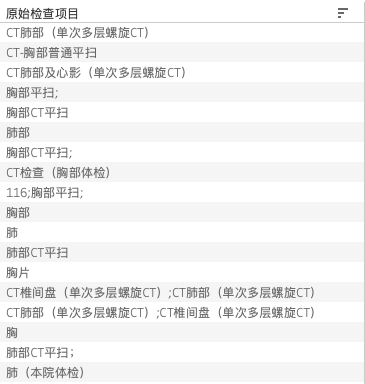 原始检查项目
CT肺部（单次多层螺旋CT）
CT-胸部普通平扫
CT肺部及心影（单次多层螺旋CT）
胸部平扫;
胸部CT平扫
肺部
胸部CT平扫;
CT检查（胸部体检）
116;胸部平扫;
胸部
肺
肺部CT平扫
胸片
CT椎间盘（单次多层螺旋CT）;CT肺部（单次多层螺旋CT）
CT肺部（单次多层螺旋CT）;CT椎间盘（单次多层螺旋CT）
胸
肺部CT平扫；
肺（本院体检）